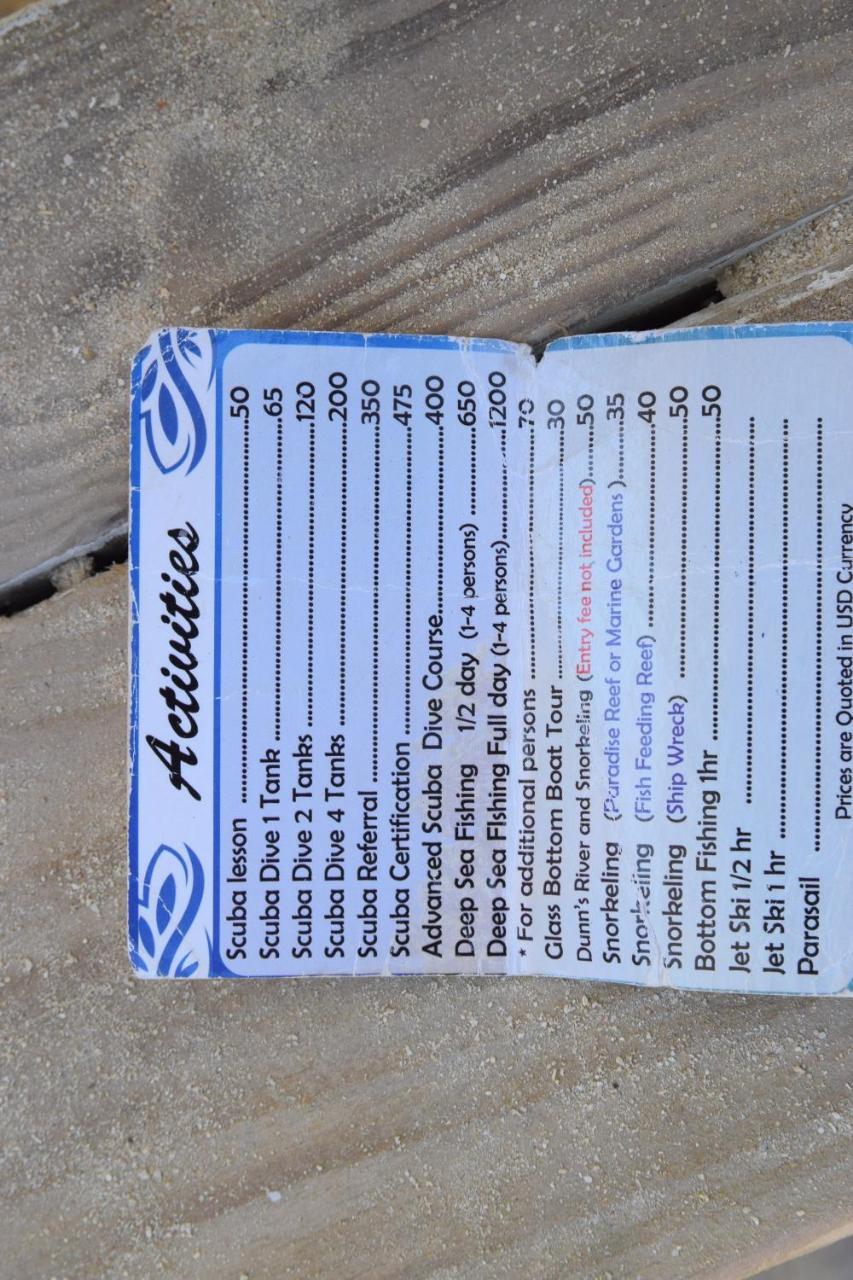 Activities
Scuba lesson ........50
Scuba Dive 1 Tank ........65
Scuba Dive 2 Tanks ........120
Scuba Dive 4 Tanks ........200
Scuba Referral ........350
Scuba Certification ........475
Advanced Scuba Dive Course........400
Deep Sea Fishing 1/2 day (1-4 persons) ........650
Deep Sea FIshing Full day (1-4 persons)........1200
* For additional persons ........70
Glass Bottom Boat Tour ........30
Dunn's River and Snorkeling (Entry fee not included)........50
Snorkeling (Paradise Reef or Marine Gardens )........35
Snorkeling (Fish Feeding Reef) ........40
Snorkeling (Ship Wreck) ........50
Bottom Fishing 1hr ........50
Jet Ski 1/2 hr ........
Jet Ski 1 hr ........
Parasail ........
Prices are Quoted in USD Currency